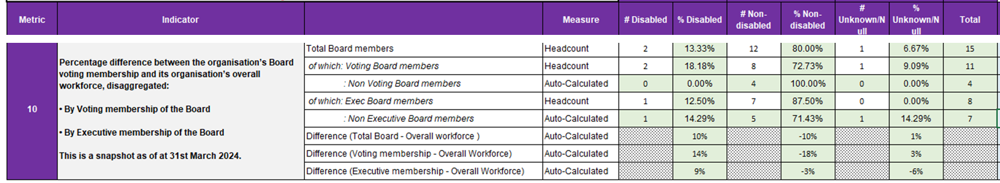 Metric Indicator Measure # Disabled % Disabled # Non-disabled % Non-disabled # Unknown/Null % Unknown/Null Total
10
Percentage difference between the organisation’s Board
voting membership and its organisation’s overall
workforce, disaggregated:
• By Voting membership of the Board
• By Executive membership of the Board
This is a snapshot as of at 31st March 2024.
Total Board members Headcount 2 13.33% 12 80.00% 1 6.67% 15
of which: Voting Board members Headcount 2 18.18% 8 72.73% 1 9.09% 11
: Non Voting Board members Auto-Calculated 0 0.00% 4 100.00% 0 0.00% 4
of which: Exec Board members Headcount 1 12.50% 7 87.50% 0 0.00% 8
: Non Executive Board members Auto-Calculated 1 14.29% 5 71.43% 1 14.29% 7
Difference (Total Board - Overall workforce ) Auto-Calculated 10% -10% 1%
Difference (Voting membership - Overall Workforce) Auto-Calculated 14% -18% 3%
Difference (Executive membership - Overall Workforce) Auto-Calculated 9% -3% -6%